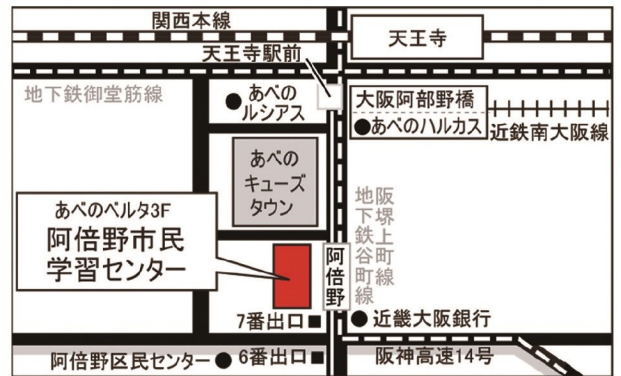 関西本線
天王寺
天王寺駅前
地下鉄御堂筋線
あべの
ルシアス
大阪阿部野橋
あべのハルカス
近鉄南大阪線
あべの
キューズ
タウン
あべのベルタ3F
阿倍野市民
学習センター
地下鉄谷町線
阪堺上町線
阿倍野
7番出口
近畿大阪銀行
阿倍野区民センター
6番出口
阪神高速14号